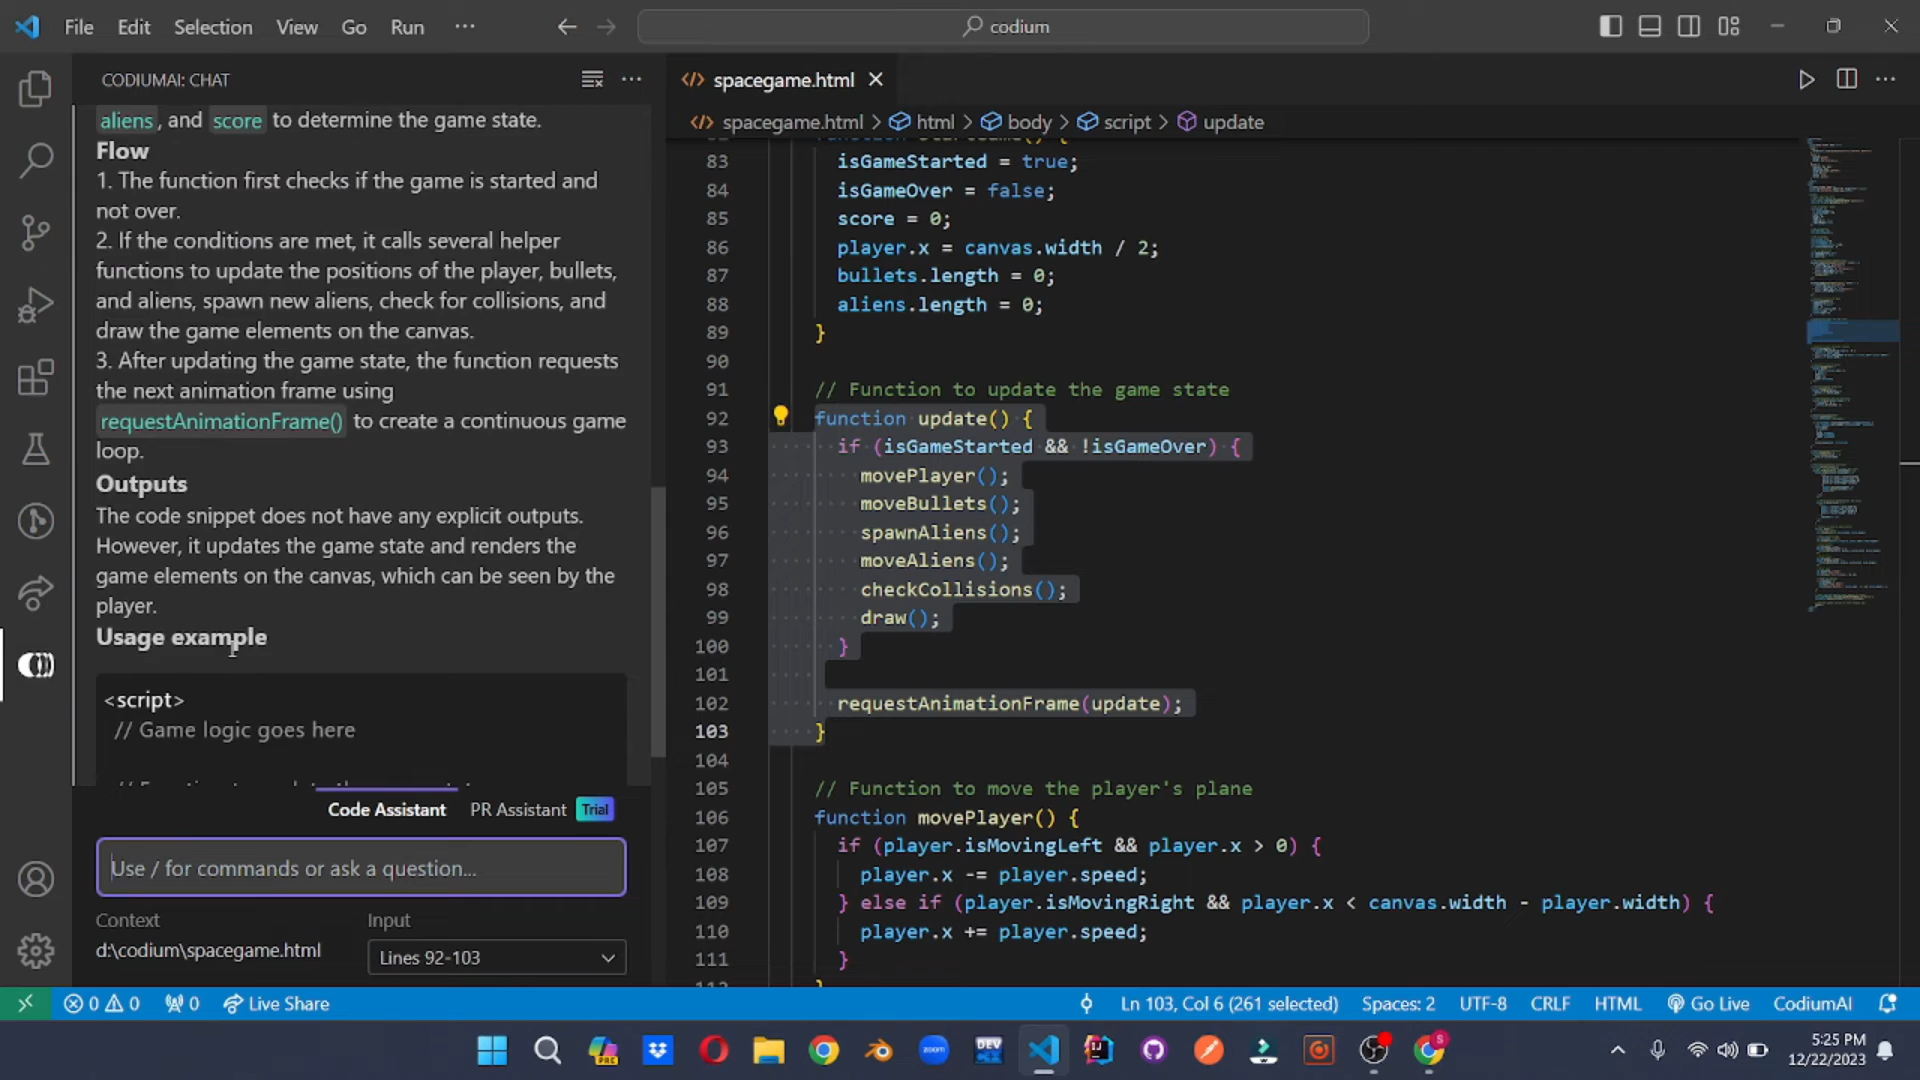 File Edit Selection View Go Run ··· codium
CODIUMAI: CHAT
aliens, and score to determine the game state.
Flow
1. The function first checks if the game is started and
not over.
2. If the conditions are met, it calls several helper
functions to update the positions of the player, bullets,
and aliens, spawn new aliens, check for collisions, and
draw the game elements on the canvas.
3. After updating the game state, the function requests
the next animation frame using
requestAnimationFrame() to create a continuous game
loop.
Outputs
The code snippet does not have any explicit outputs.
However, it updates the game state and renders the
game elements on the canvas, which can be seen by the
player.
Usage example
<script>
// Game logic goes here
Code Assistant PR Assistant Trial
Use / for commands or ask a question...
Context Input
d:\codium\spacegame.html Lines 92-103
spacegame.html
spacegame.html > html > body > script > update
83 isGameStarted = true;
84 isGameOver = false;
85 score = 0;
86 player.x = canvas.width / 2;
87 bullets.length = 0;
88 aliens.length = 0;
89 }
90
91 // Function to update the game state
92 function update() {
93 if (isGameStarted && !isGameOver) {
94 movePlayer();
95 moveBullets();
96 spawnAliens();
97 moveAliens();
98 checkCollisions();
99 draw();
100 }
101
102 requestAnimationFrame(update);
103 }
104
105 // Function to move the player's plane
106 function movePlayer() {
107 if (player.isMovingLeft && player.x > 0) {
108 player.x -= player.speed;
109 } else if (player.isMovingRight && player.x < canvas.width - player.width) {
110 player.x += player.speed;
111 }
0 0 0 Live Share Ln 103, Col 6 (261 selected) Spaces: 2 UTF-8 CRLF HTML Go Live CodiumAI
PRE zoom DEV S
5:25 PM
12/22/2023